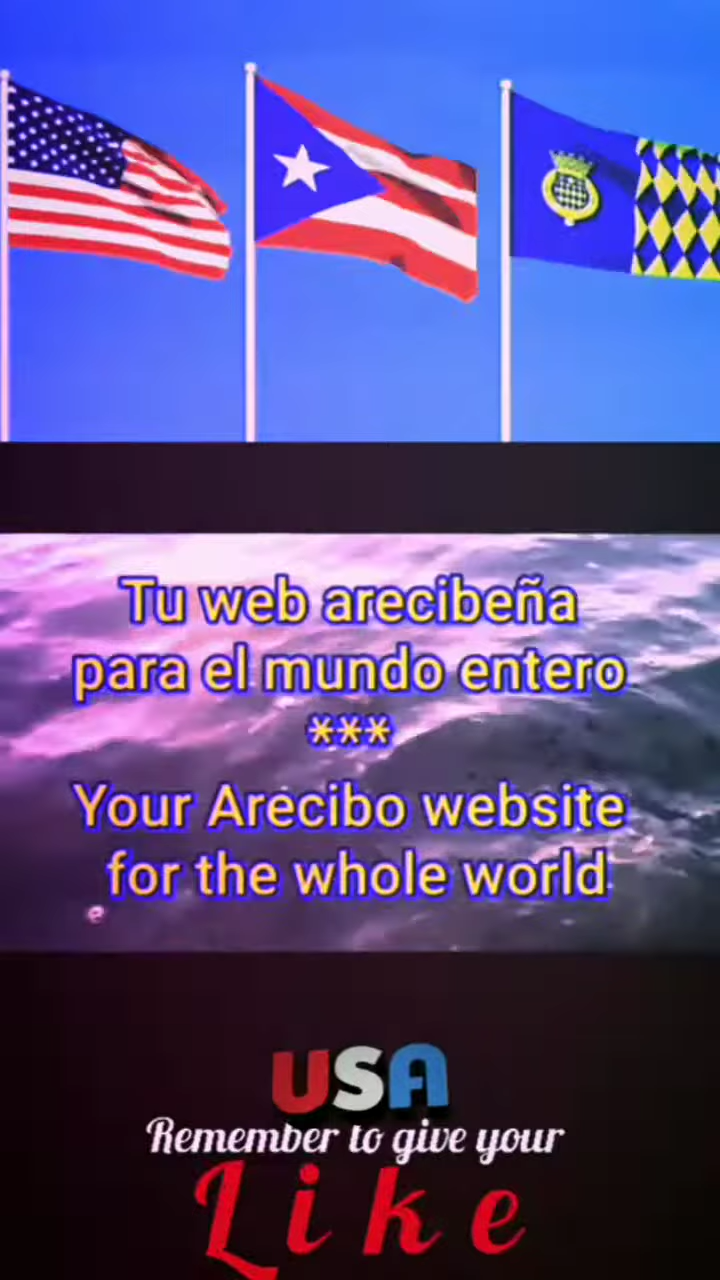 Tu web arecibeña
para el mundo entero
***
Your Arecibo website
for the whole world
USA
Remember to give your
Like